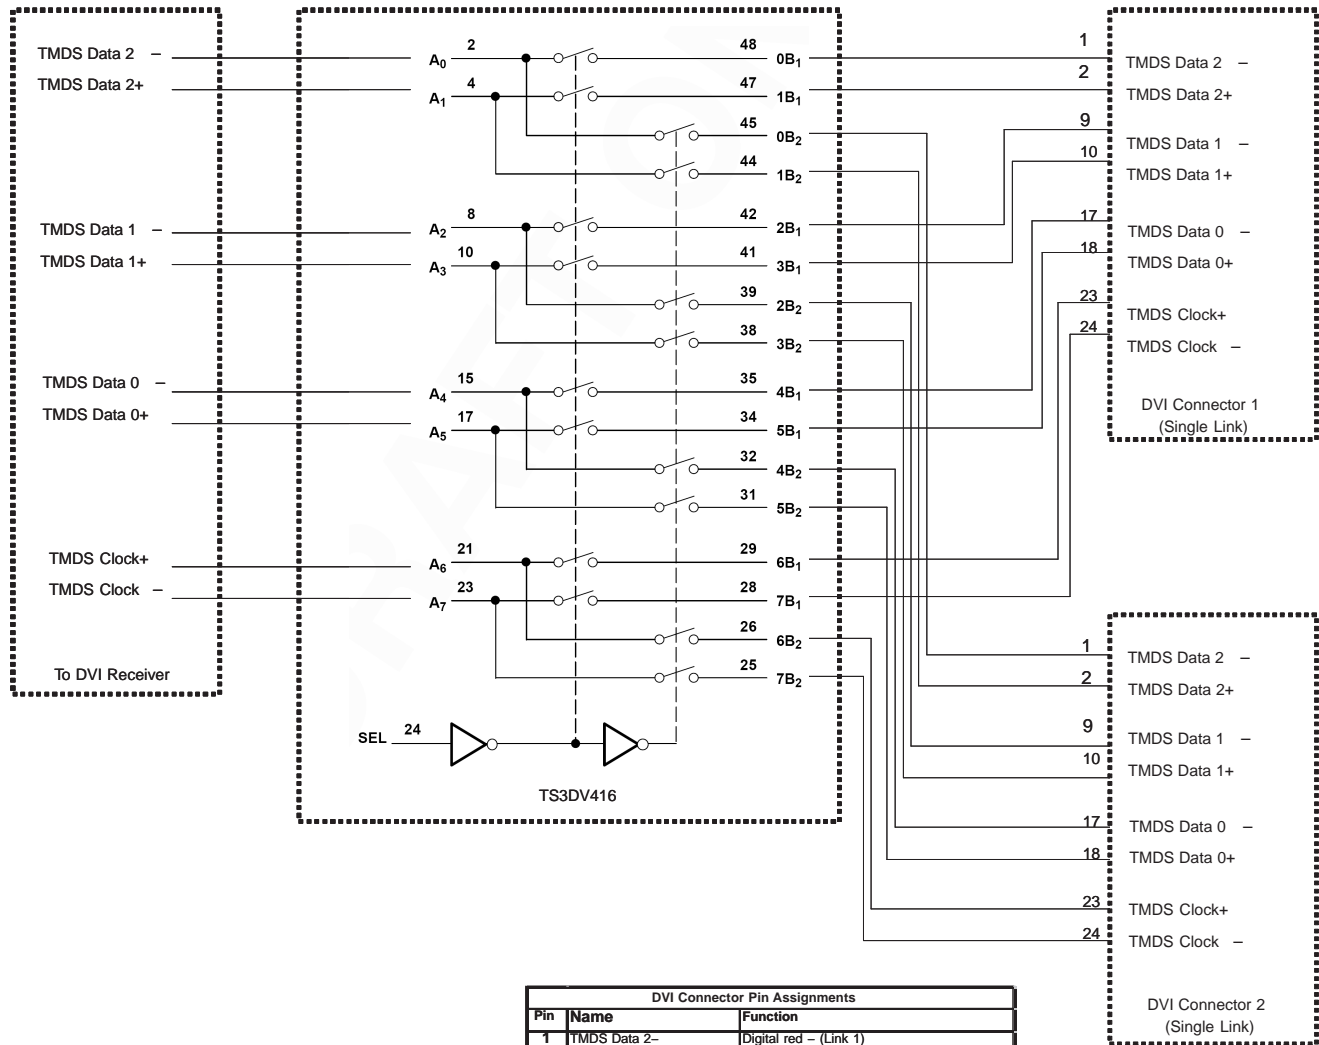 TMDS Data 2 –
TMDS Data 2+
TMDS Data 1 –
TMDS Data 1+
TMDS Data 0 –
TMDS Data 0+
TMDS Clock+
TMDS Clock –
To DVI Receiver
A0 2 48 0B1
A1 4 47 1B1
45 0B2
44 1B2
A2 8 42 2B1
A3 10 41 3B1
39 2B2
38 3B2
A4 15 35 4B1
A5 17 34 5B1
32 4B2
31 5B2
A6 21 29 6B1
A7 23 28 7B1
26 6B2
25 7B2
SEL 24
TS3DV416
1 TMDS Data 2 –
2 TMDS Data 2+
9 TMDS Data 1 –
10 TMDS Data 1+
17 TMDS Data 0 –
18 TMDS Data 0+
23 TMDS Clock+
24 TMDS Clock –
DVI Connector 1
(Single Link)
1 TMDS Data 2 –
2 TMDS Data 2+
9 TMDS Data 1 –
10 TMDS Data 1+
17 TMDS Data 0 –
18 TMDS Data 0+
23 TMDS Clock+
24 TMDS Clock –
DVI Connector 2
(Single Link)
DVI Connector Pin Assignments
Pin Name Function
1 TMDS Data 2– Digital red – (Link 1)